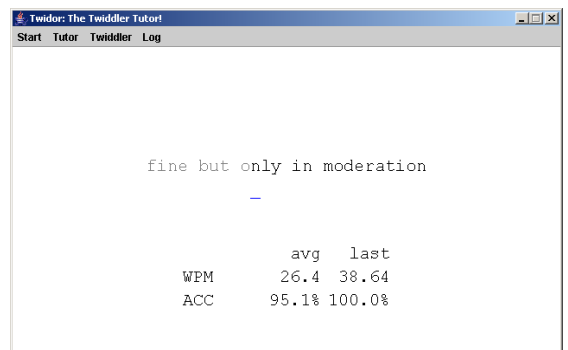 Twidor: The Twiddler Tutor!
Start Tutor Twiddler Log
fine but only in moderation
_
avg last
WPM 26.4 38.64
ACC 95.1% 100.0%